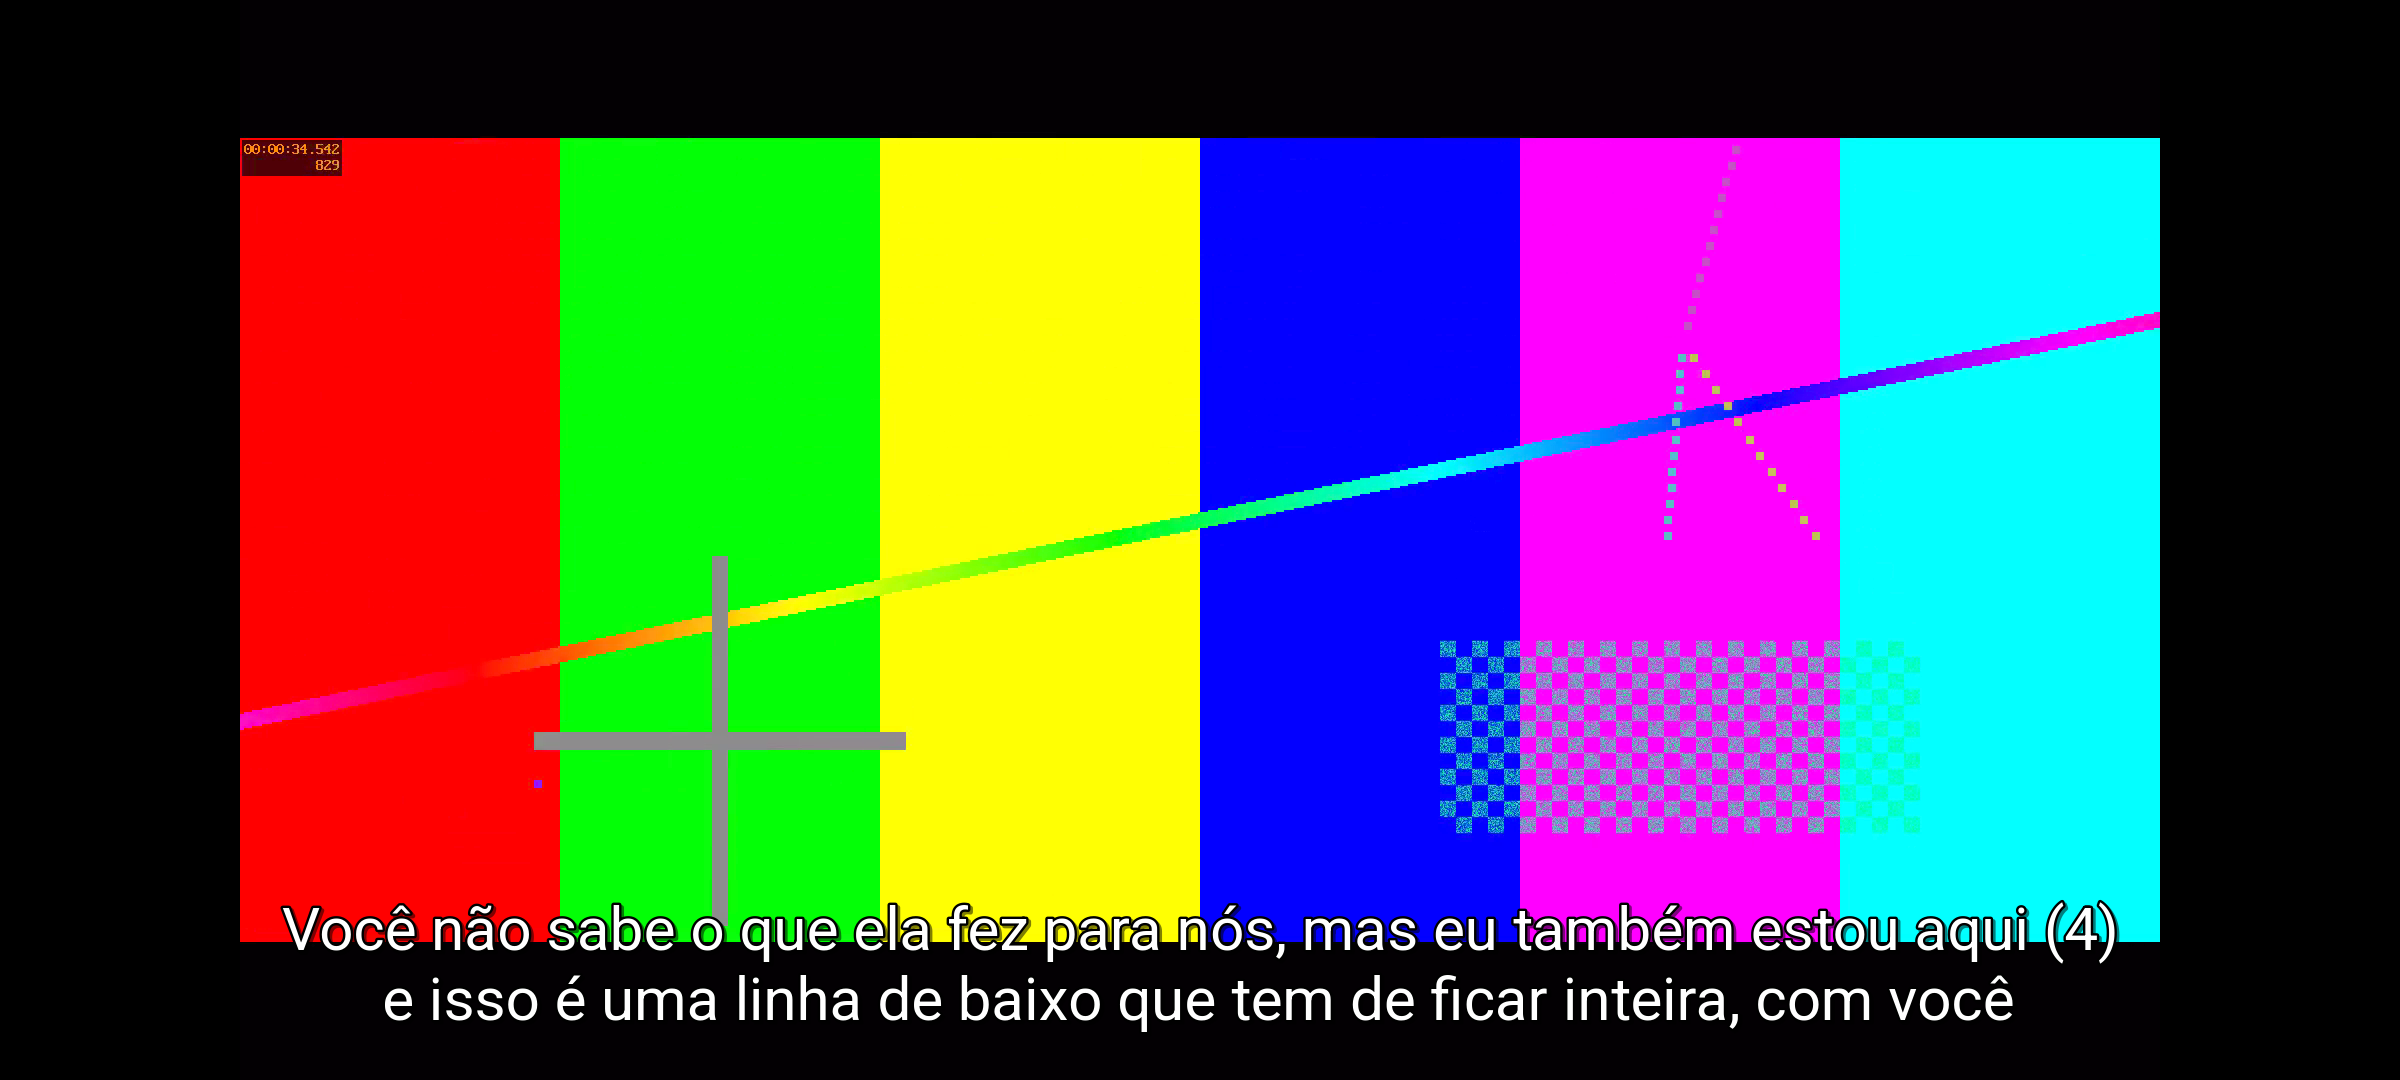 00:00:34.542
829
Você não sabe o que ela fez para nós, mas eu também estou aqui (4)
e isso é uma linha de baixo que tem de ficar inteira, com você